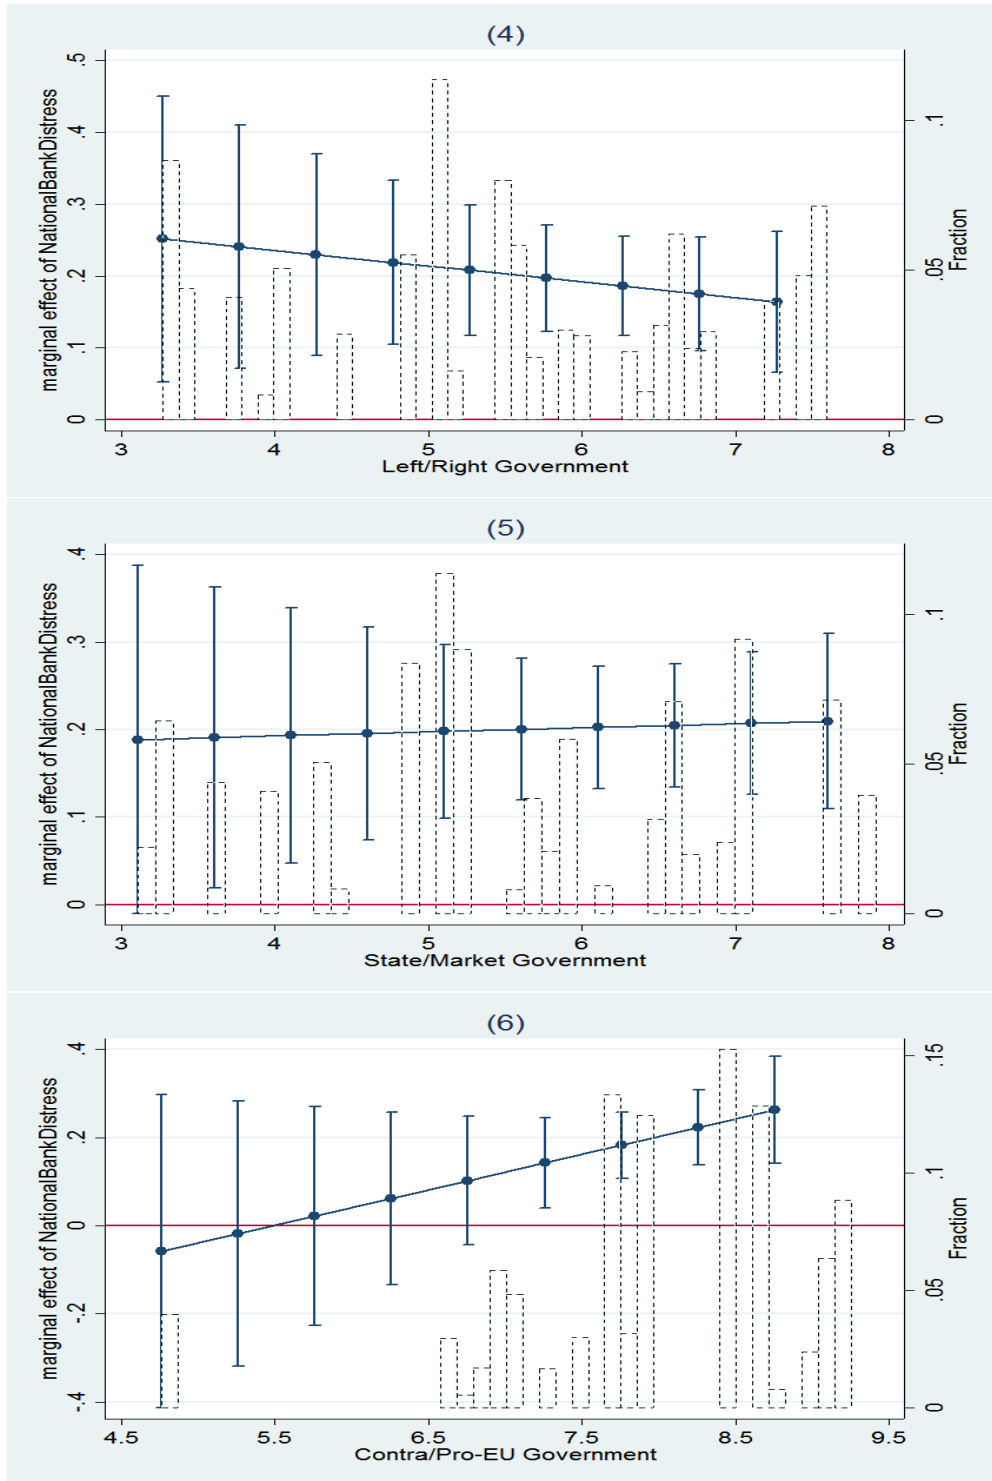 (4)
marginal effect of NationalBankDistress
.5
.4
.3
.2
.1
0
.1
.05
0
Fraction
3 4 5 6 7 8
Left/Right Government
(5)
marginal effect of NationalBankDistress
.4
.3
.2
.1
0
.1
.05
0
Fraction
3 4 5 6 7 8
State/Market Government
(6)
marginal effect of NationalBankDistress
.4
.2
0
-.2
-.4
.15
.1
.05
0
Fraction
4.5 5.5 6.5 7.5 8.5 9.5
Contra/Pro-EU Government